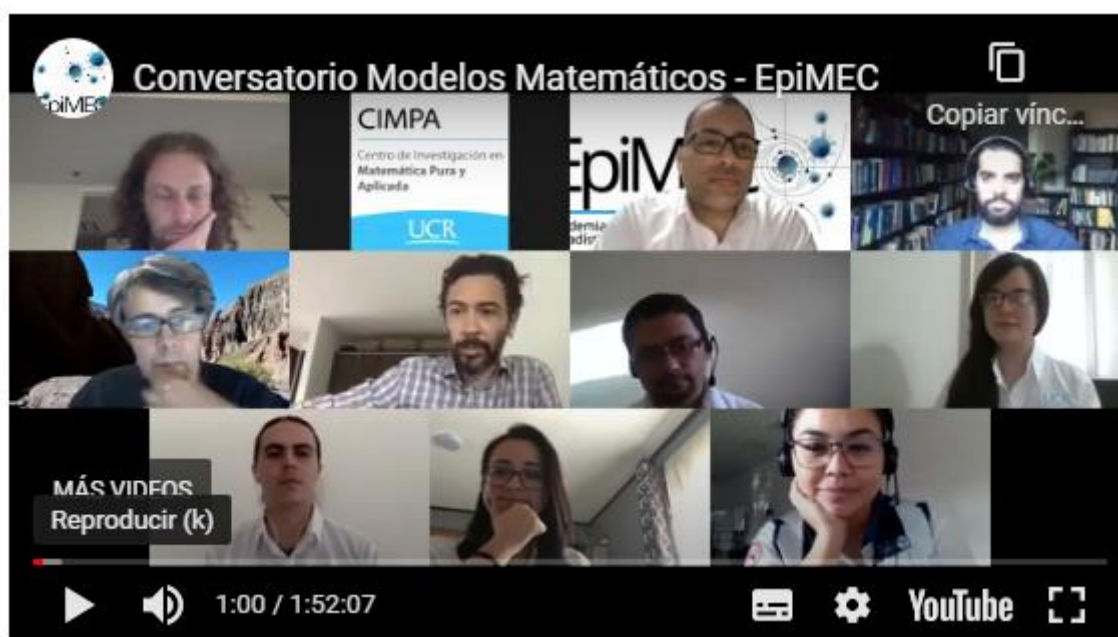 Conversatorio Modelos Matemáticos - EpiMEC
Copiar vínc...
CIMPA
Centro de Investigación en
Matemática Pura y
Aplicada
UCR
MÁS VIDEOS
Reproducir (k)
1:00 / 1:52:07
YouTube